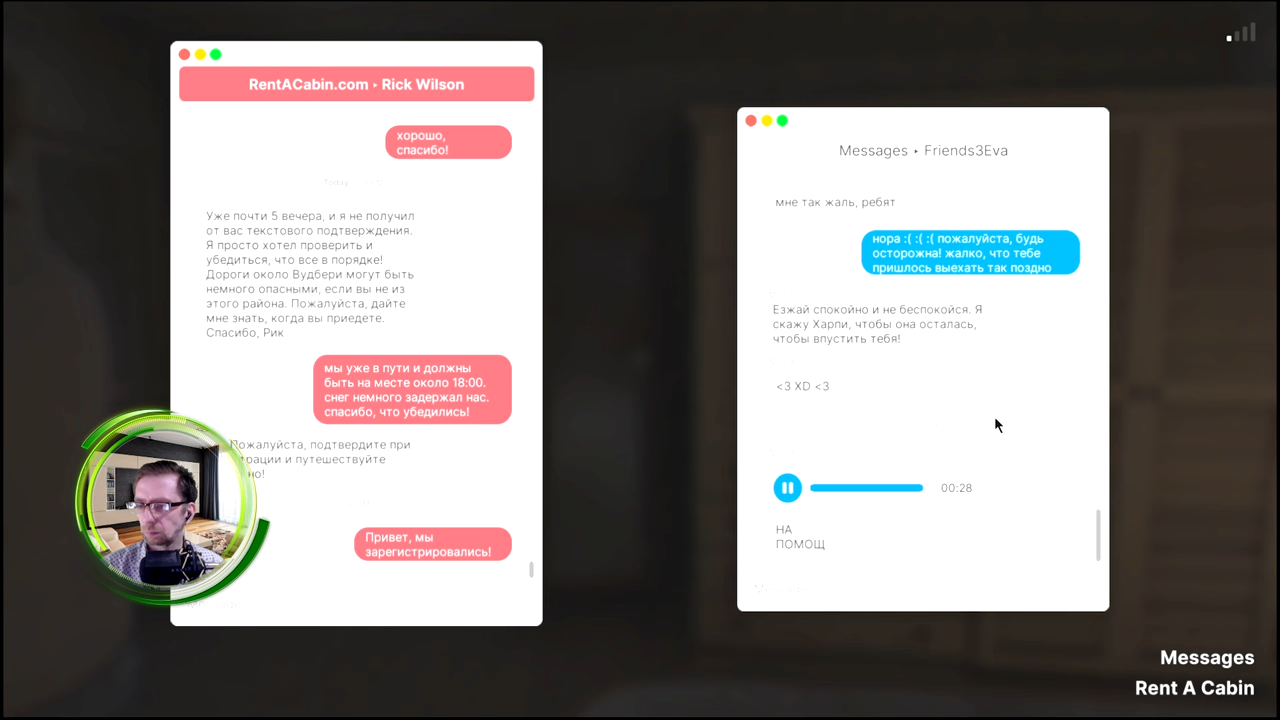 RentACabin.com ‣ Rick Wilson
хорошо,
спасибо!
Today
Уже почти 5 вечера, и я не получил
от вас текстового подтверждения.
Я просто хотел проверить и
убедиться, что все в порядке!
Дороги около Вудбери могут быть
немного опасными, если вы не из
этого района. Пожалуйста, дайте
мне знать, когда вы приедете.
Спасибо, Рик
мы уже в пути и должны
быть на месте около 18:00.
снег немного задержал нас.
спасибо, что убедились!
Пожалуйста, подтвердите при
трации и путешествуйте
но!
Привет, мы
зарегистрировались!
Messages ‣ Friends3Eva
мне так жаль, ребят
нора :( :( :( пожалуйста, будь
осторожна! жалко, что тебе
пришлось выехать так поздно
Езжай спокойно и не беспокойся. Я
скажу Харпи, чтобы она осталась,
чтобы впустить тебя!
<3 XD <3
00:28
НА
ПОМОЩ
Messages
Rent A Cabin